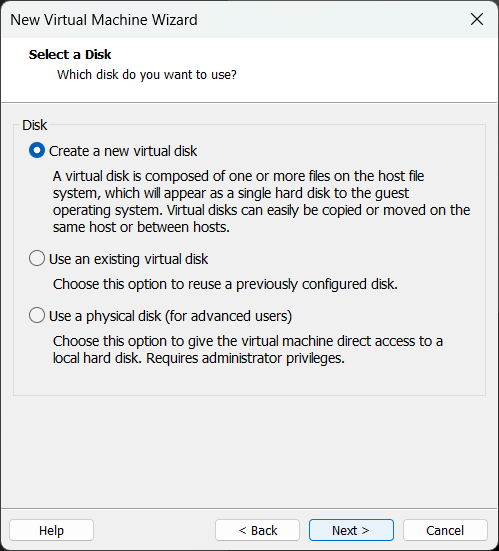 New Virtual Machine Wizard
Select a Disk
Which disk do you want to use?
Disk
Create a new virtual disk
A virtual disk is composed of one or more files on the host file
system, which will appear as a single hard disk to the guest
operating system. Virtual disks can easily be copied or moved on the
same host or between hosts.
Use an existing virtual disk
Choose this option to reuse a previously configured disk.
Use a physical disk (for advanced users)
Choose this option to give the virtual machine direct access to a
local hard disk. Requires administrator privileges.
Help
< Back
Next >
Cancel